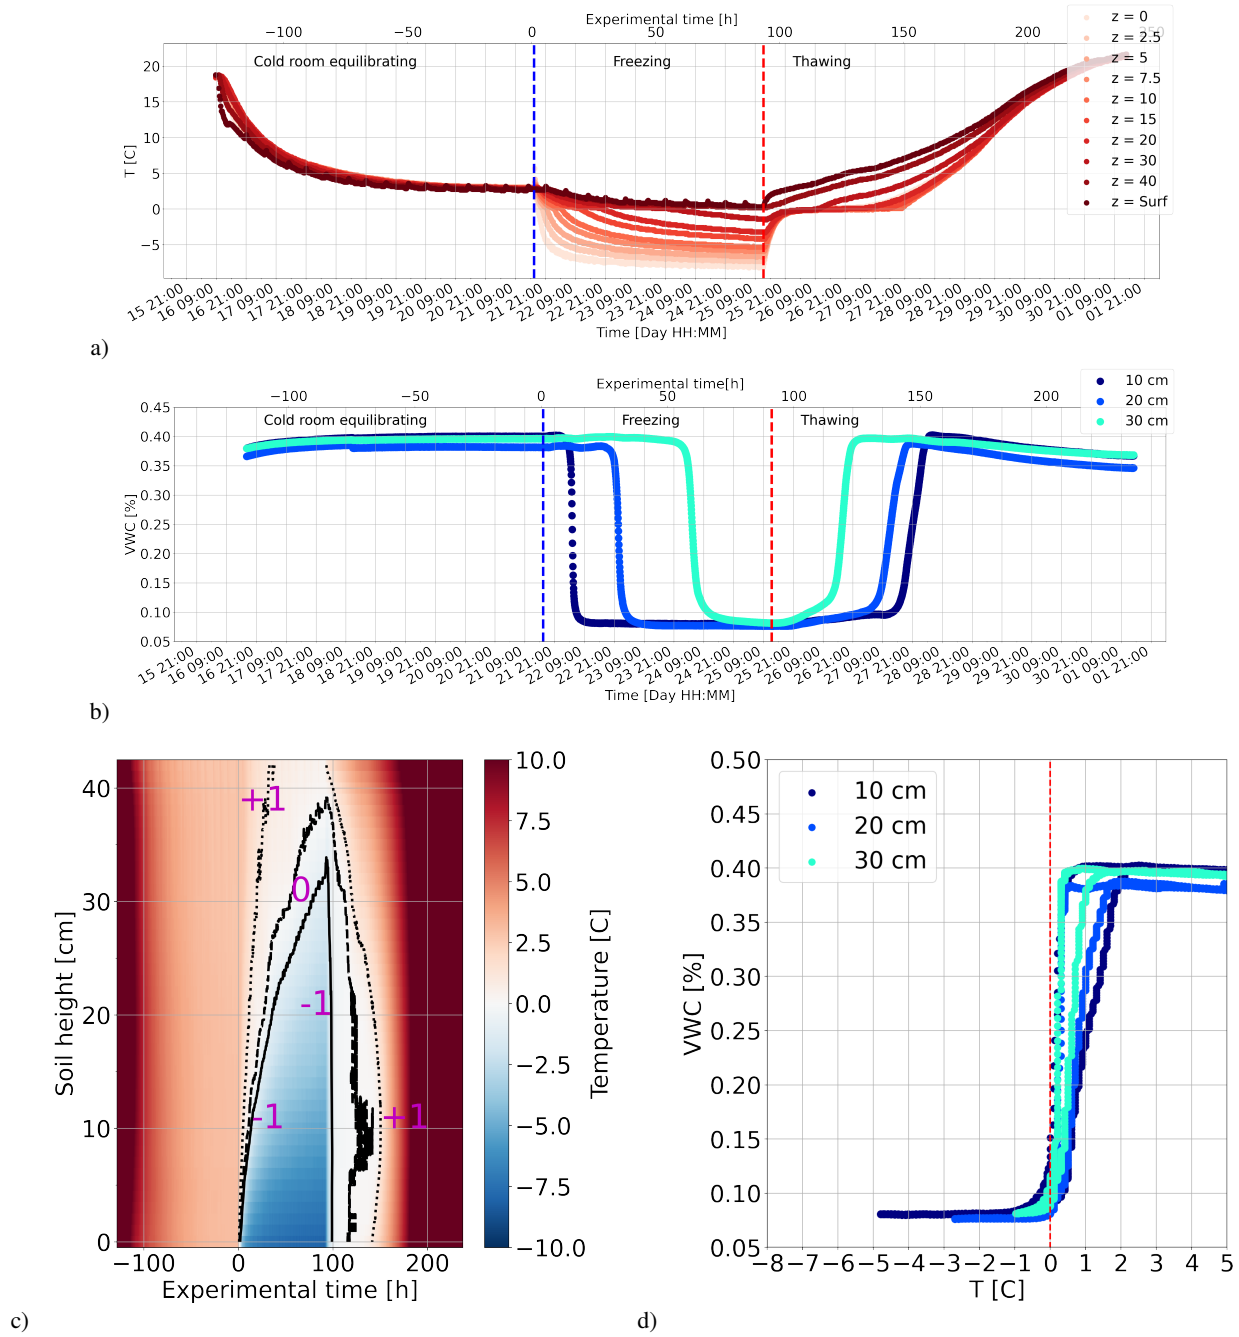 Experimental time [h]
−100 −50 0 50 100 150 200 250
Cold room equilibrating Freezing Thawing
z = 0
z = 2.5
z = 5
z = 7.5
z = 10
z = 15
z = 20
z = 30
z = 40
z = Surf
T [C]
20
15
10
5
0
−5
15 21:00 16 09:00 16 21:00 17 09:00 17 21:00 18 09:00 18 21:00 19 09:00 19 21:00 20 09:00 20 21:00 21 09:00 21 21:00 22 09:00 22 21:00 23 09:00 23 21:00 24 09:00 24 21:00 25 09:00 25 21:00 26 09:00 26 21:00 27 09:00 27 21:00 28 09:00 28 21:00 29 09:00 29 21:00 30 09:00 30 21:00 01 09:00 01 21:00
Time [Day HH:MM]
a)
Experimental time[h]
−100 −50 0 50 100 150 200
Cold room equilibrating Freezing Thawing
10 cm
20 cm
30 cm
VWC [%]
0.45
0.40
0.35
0.30
0.25
0.20
0.15
0.10
0.05
15 21:00 16 09:00 16 21:00 17 09:00 17 21:00 18 09:00 18 21:00 19 09:00 19 21:00 20 09:00 20 21:00 21 09:00 21 21:00 22 09:00 22 21:00 23 09:00 23 21:00 24 09:00 24 21:00 25 09:00 25 21:00 26 09:00 26 21:00 27 09:00 27 21:00 28 09:00 28 21:00 29 09:00 29 21:00 30 09:00 30 21:00 01 09:00 01 21:00
Time [Day HH:MM]
b)
Soil height [cm]
40
30
20
10
0
+1
0
-1
-1
+1
−100 0 100 200
Experimental time [h]
10.0
7.5
5.0
2.5
0.0
−2.5
−5.0
−7.5
−10.0
Temperature [C]
c)
VWC [%]
0.50
0.45
0.40
0.35
0.30
0.25
0.20
0.15
0.10
0.05
10 cm
20 cm
30 cm
−8 −7 −6 −5 −4 −3 −2 −1 0 1 2 3 4 5
T [C]
d)